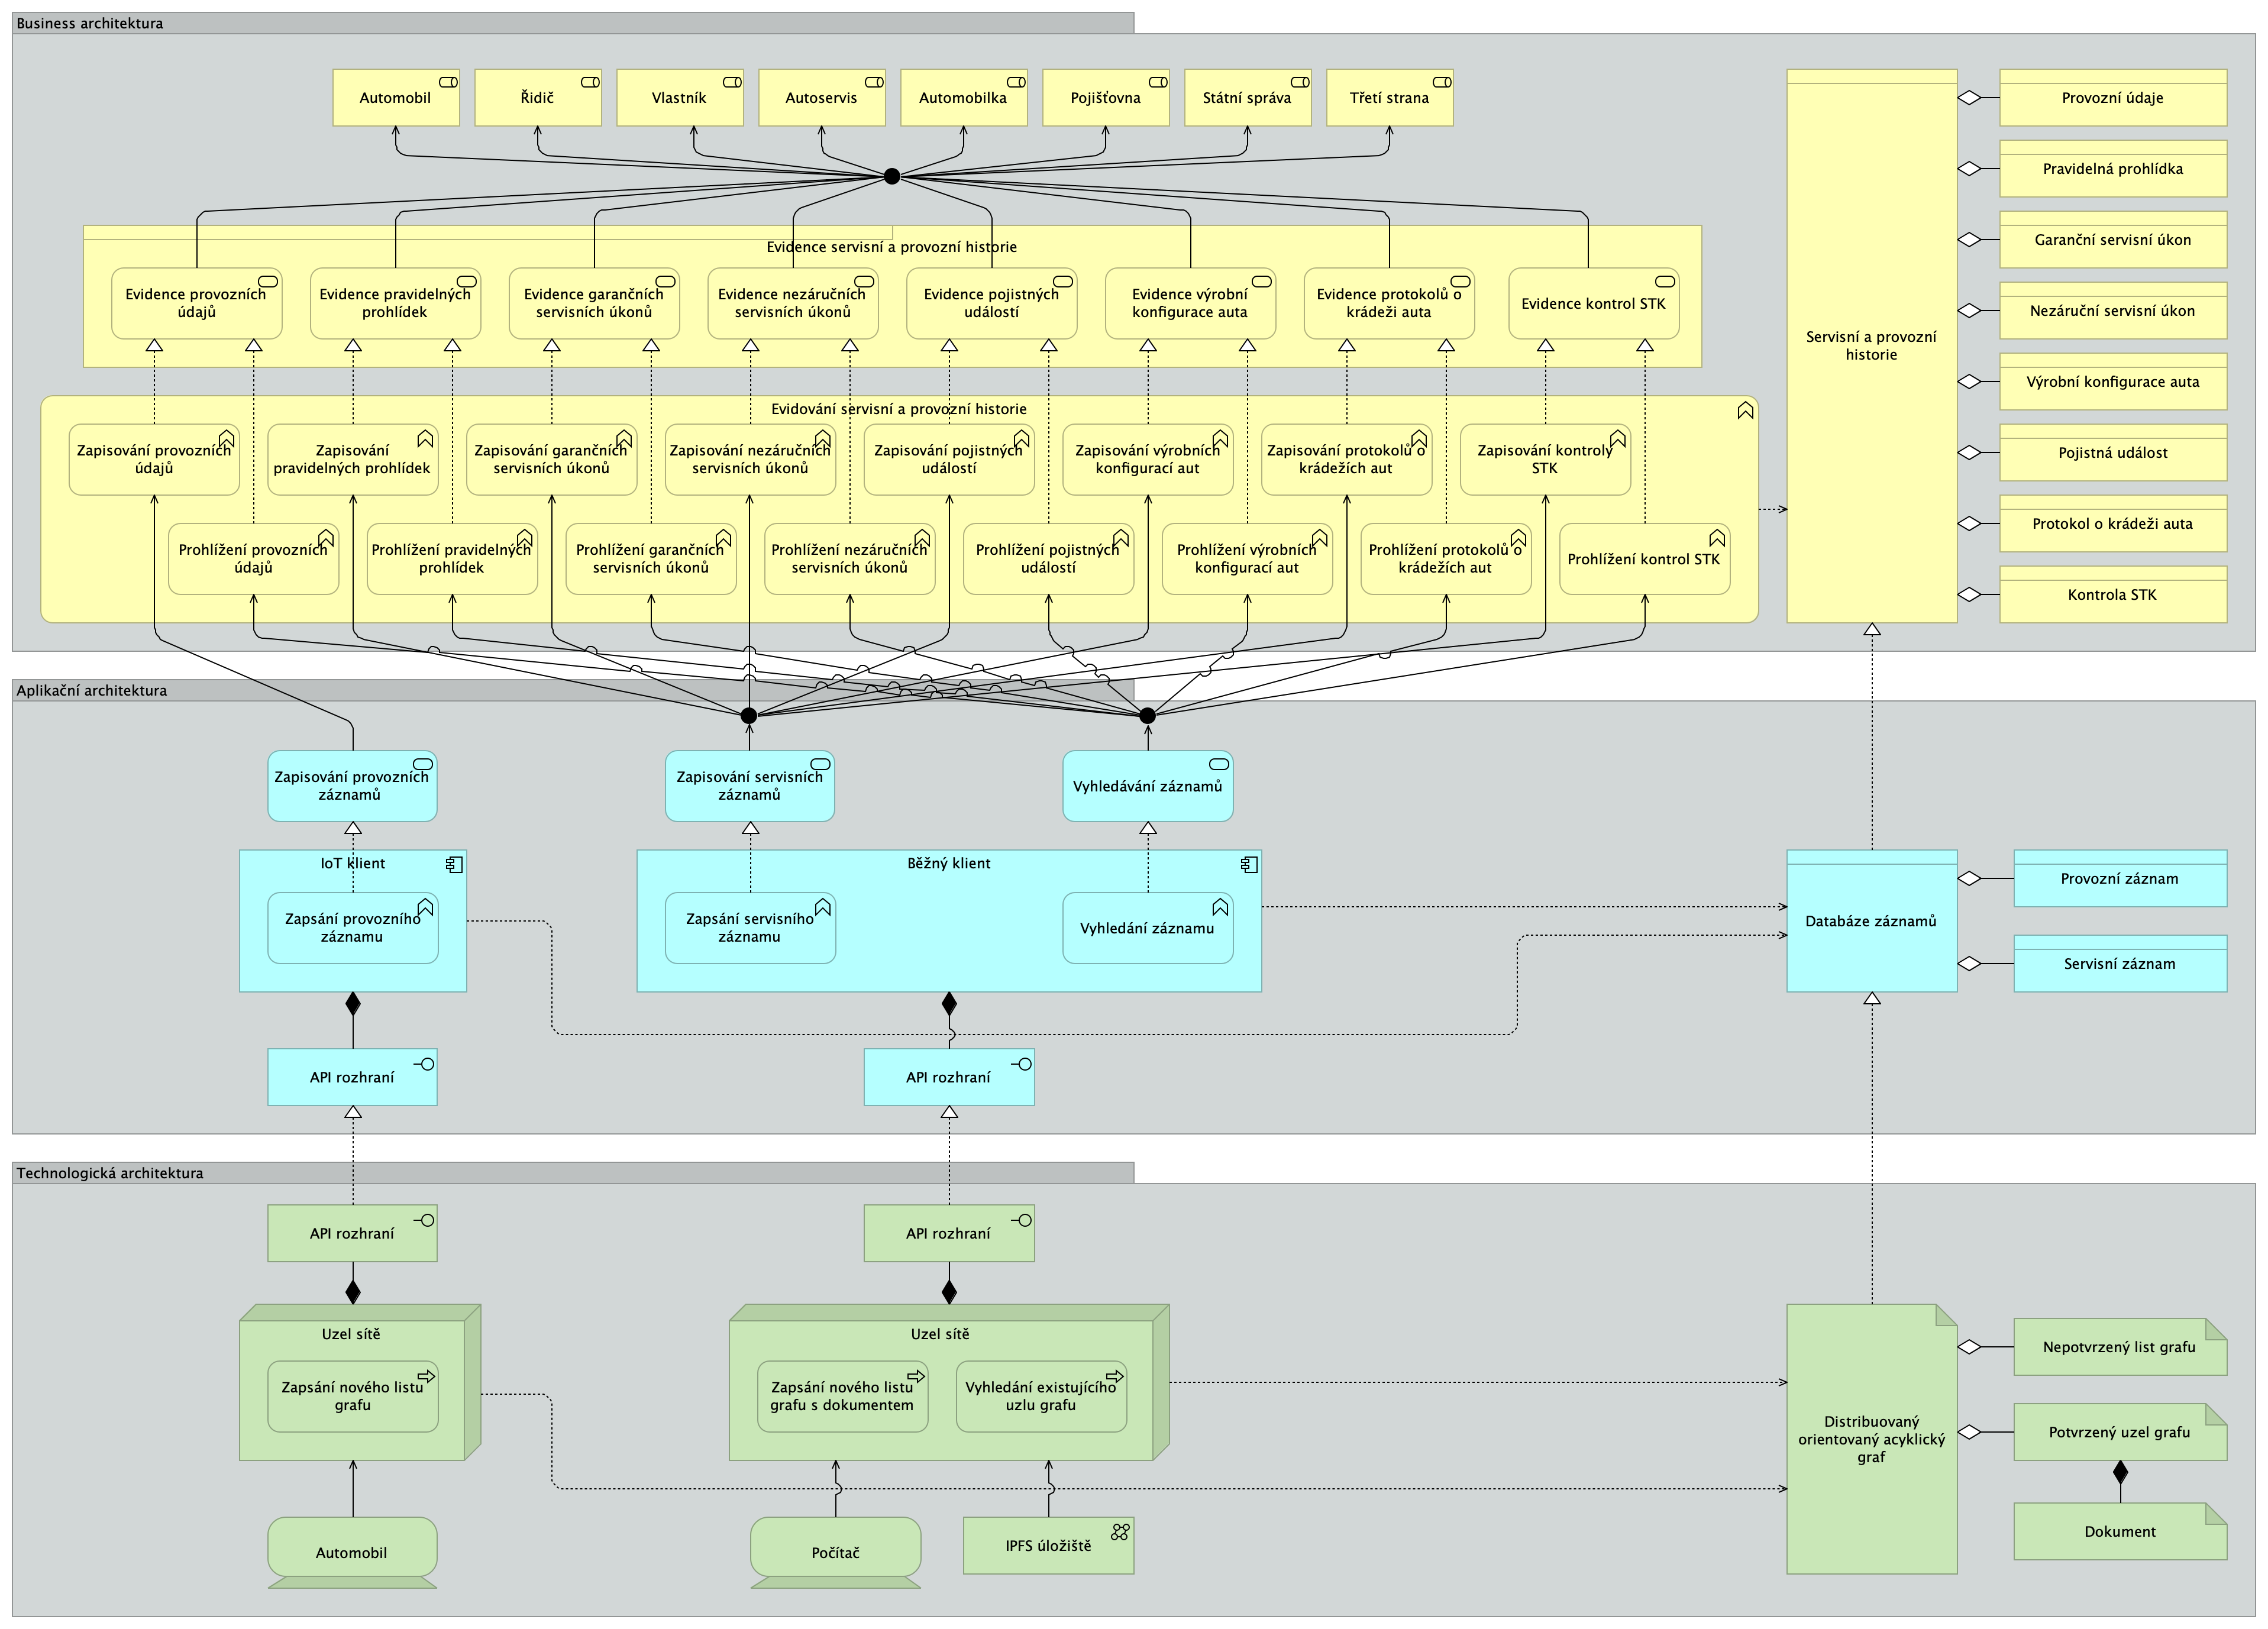 Business architektura
Automobil
Řidič
Vlastník
Autoservis
Automobilka
Pojišťovna
Státní správa
Třetí strana
Evidence servisní a provozní historie
Evidence provozních
údajů
Evidence pravidelných
prohlídek
Evidence garančních
servisních úkonů
Evidence nezáručních
servisních úkonů
Evidence pojistných
událostí
Evidence výrobní
konfigurace auta
Evidence protokolů o
krádeži auta
Evidence kontrol STK
Evidování servisní a provozní historie
Zapisování provozních
údajů
Zapisování
pravidelných prohlídek
Zapisování garančních
servisních úkonů
Zapisování nezáručních
servisních úkonů
Zapisování pojistných
událostí
Zapisování výrobních
konfigurací aut
Zapisování protokolů o
krádežích aut
Zapisování kontroly
STK
Prohlížení provozních
údajů
Prohlížení pravidelných
prohlídek
Prohlížení garančních
servisních úkonů
Prohlížení nezáručních
servisních úkonů
Prohlížení pojistných
událostí
Prohlížení výrobních
konfigurací aut
Prohlížení protokolů o
krádežích aut
Prohlížení kontrol STK
Servisní a provozní
historie
Provozní údaje
Pravidelná prohlídka
Garanční servisní úkon
Nezáruční servisní úkon
Výrobní konfigurace auta
Pojistná událost
Protokol o krádeži auta
Kontrola STK
Aplikační architektura
Zapisování provozních
záznamů
Zapisování servisních
záznamů
Vyhledávání záznamů
IoT klient
Zapsání provozního
záznamu
Běžný klient
Zapsání servisního
záznamu
Vyhledání záznamu
Databáze záznamů
Provozní záznam
Servisní záznam
API rozhraní
API rozhraní
Technologická architektura
API rozhraní
API rozhraní
Uzel sítě
Zapsání nového listu
grafu
Uzel sítě
Zapsání nového listu
grafu s dokumentem
Vyhledání existujícího
uzlu grafu
Automobil
Počítač
IPFS úložiště
Distribuovaný
orientovaný acyklický
graf
Nepotvrzený list grafu
Potvrzený uzel grafu
Dokument